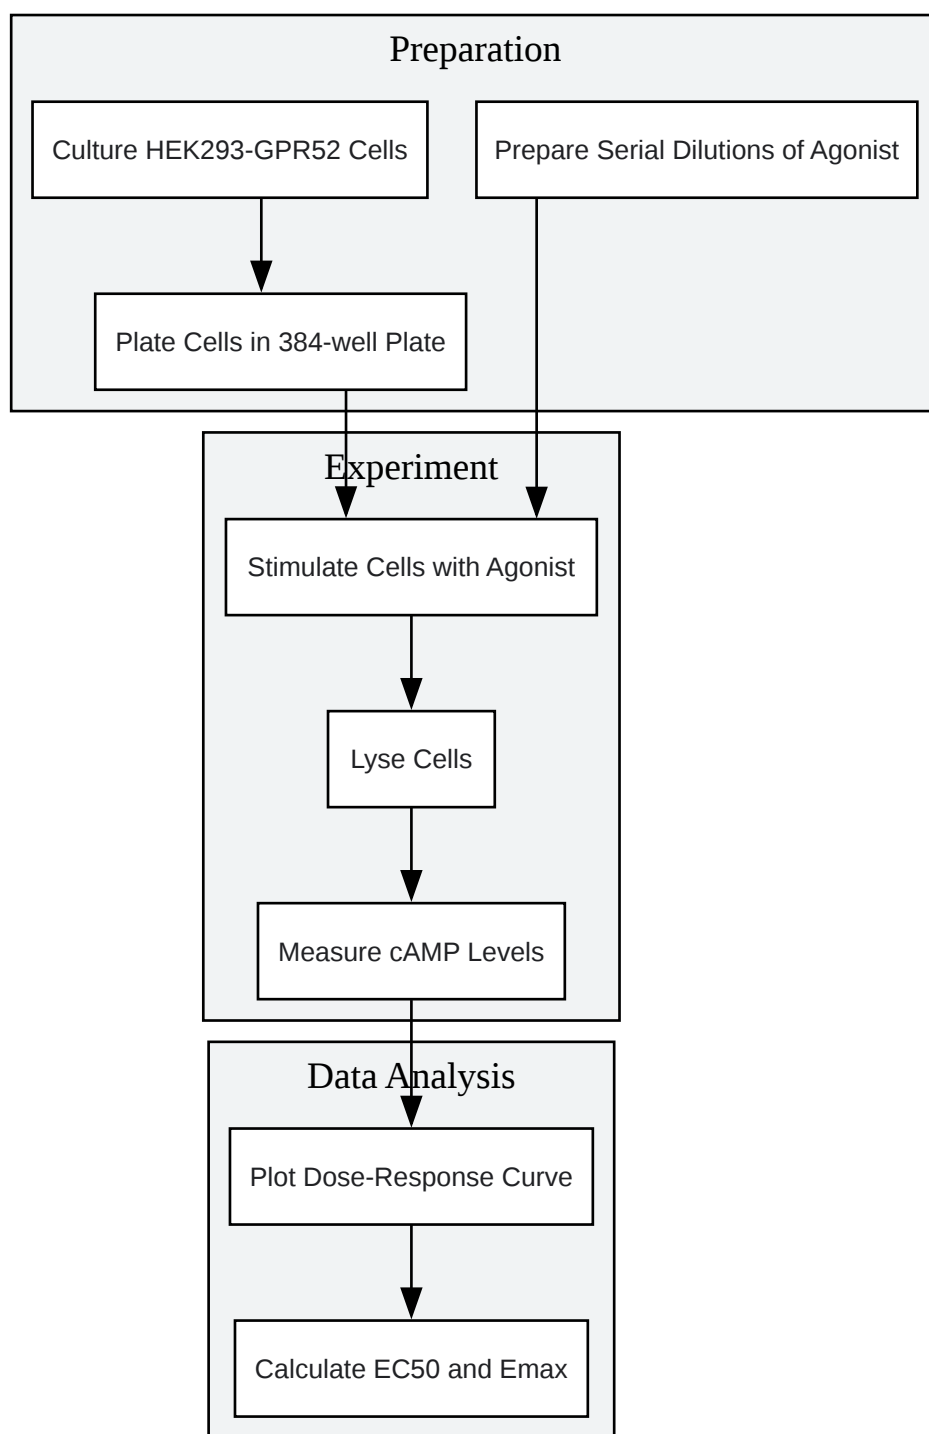 Preparation
Culture HEK293-GPR52 Cells
Prepare Serial Dilutions of Agonist
Plate Cells in 384-well Plate
Experiment
Stimulate Cells with Agonist
Lyse Cells
Measure cAMP Levels
Data Analysis
Plot Dose-Response Curve
Calculate EC50 and Emax